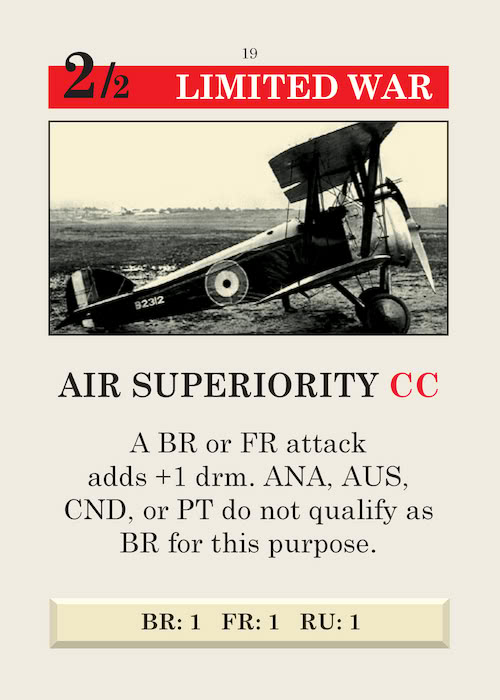 19
2/2 LIMITED WAR
B2312
AIR SUPERIORITY CC
A BR or FR attack
adds +1 drm. ANA, AUS,
CND, or PT do not qualify as
BR for this purpose.
BR: 1 FR: 1 RU: 1